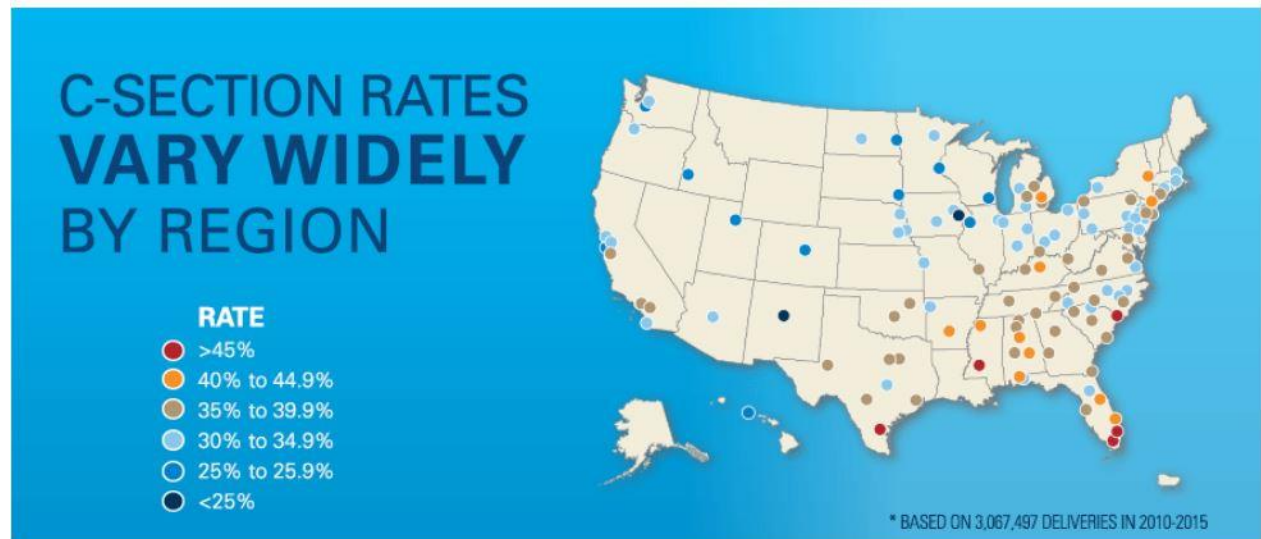 C-SECTION RATES
VARY WIDELY
BY REGION
RATE
>45%
40% to 44.9%
35% to 39.9%
30% to 34.9%
25% to 25.9%
<25%
* BASED ON 3,067,497 DELIVERIES IN 2010-2015